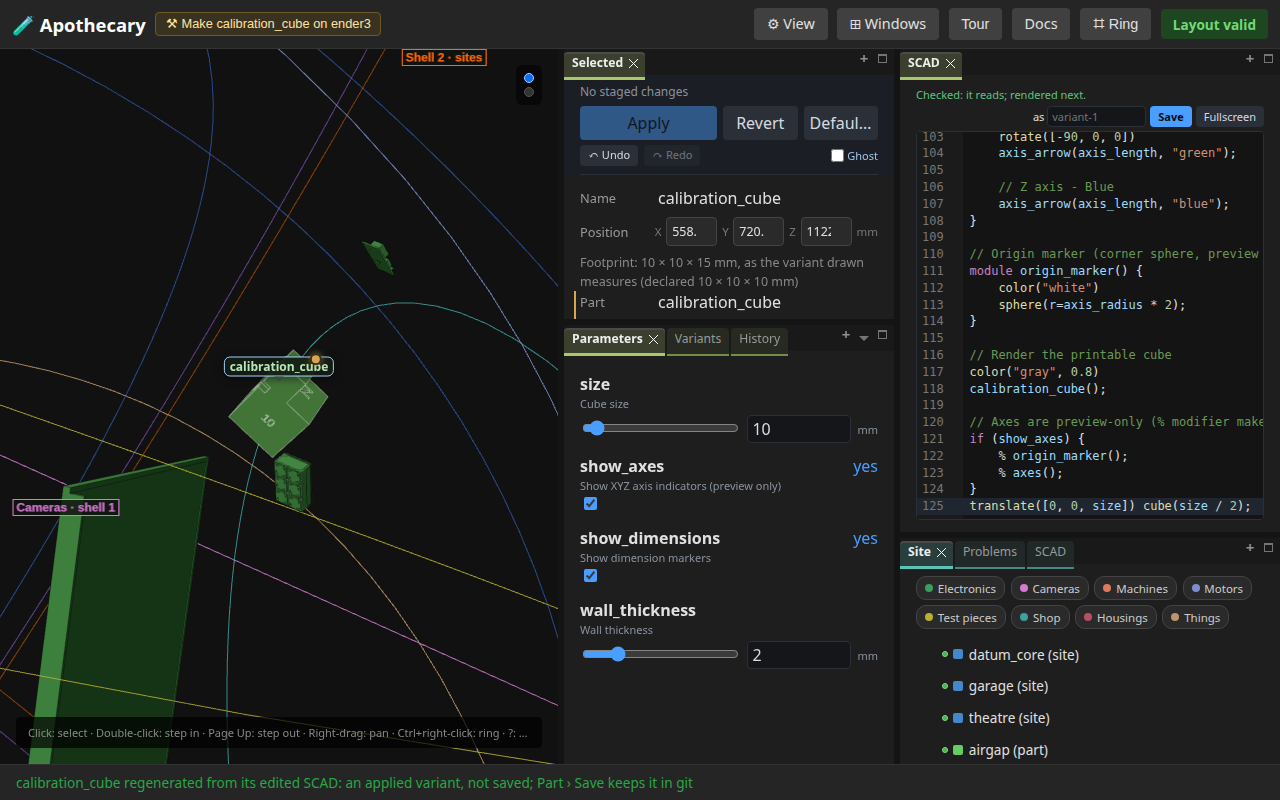 🧪 Apothecary
⚒ Make calibration_cube on ender3
⚙ View
⊞ Windows
Tour
Docs
⌗ Ring
Layout valid
Shell 2 · sites
calibration_cube
10
Cameras · shell 1
Click: select · Double-click: step in · Page Up: step out · Right-drag: pan · Ctrl+right-click: ring · ?: ...
Selected
No staged changes
Apply
Revert
Defaul...
↶ Undo
↷ Redo
Ghost
Name calibration_cube
Position X 558. Y 720. Z 1122 mm
Footprint: 10 × 10 × 15 mm, as the variant drawn
measures (declared 10 × 10 × 10 mm)
Part calibration_cube
Parameters
Variants
History
size
Cube size
10 mm
show_axes yes
Show XYZ axis indicators (preview only)
show_dimensions yes
Show dimension markers
wall_thickness
Wall thickness
2 mm
SCAD
Checked: it reads; rendered next.
as variant-1 Save Fullscreen
103 rotate([-90, 0, 0])
104 axis_arrow(axis_length, "green");
105
106 // Z axis - Blue
107 axis_arrow(axis_length, "blue");
108 }
109
110 // Origin marker (corner sphere, preview
111 module origin_marker() {
112 color("white")
113 sphere(r=axis_radius * 2);
114 }
115
116 // Render the printable cube
117 color("gray", 0.8)
118 calibration_cube();
119
120 // Axes are preview-only (% modifier make
121 if (show_axes) {
122 % origin_marker();
123 % axes();
124 }
125 translate([0, 0, size]) cube(size / 2);
Site
Problems
SCAD
Electronics
Cameras
Machines
Motors
Test pieces
Shop
Housings
Things
datum_core (site)
garage (site)
theatre (site)
airgap (part)
calibration_cube regenerated from its edited SCAD: an applied variant, not saved; Part › Save keeps it in git